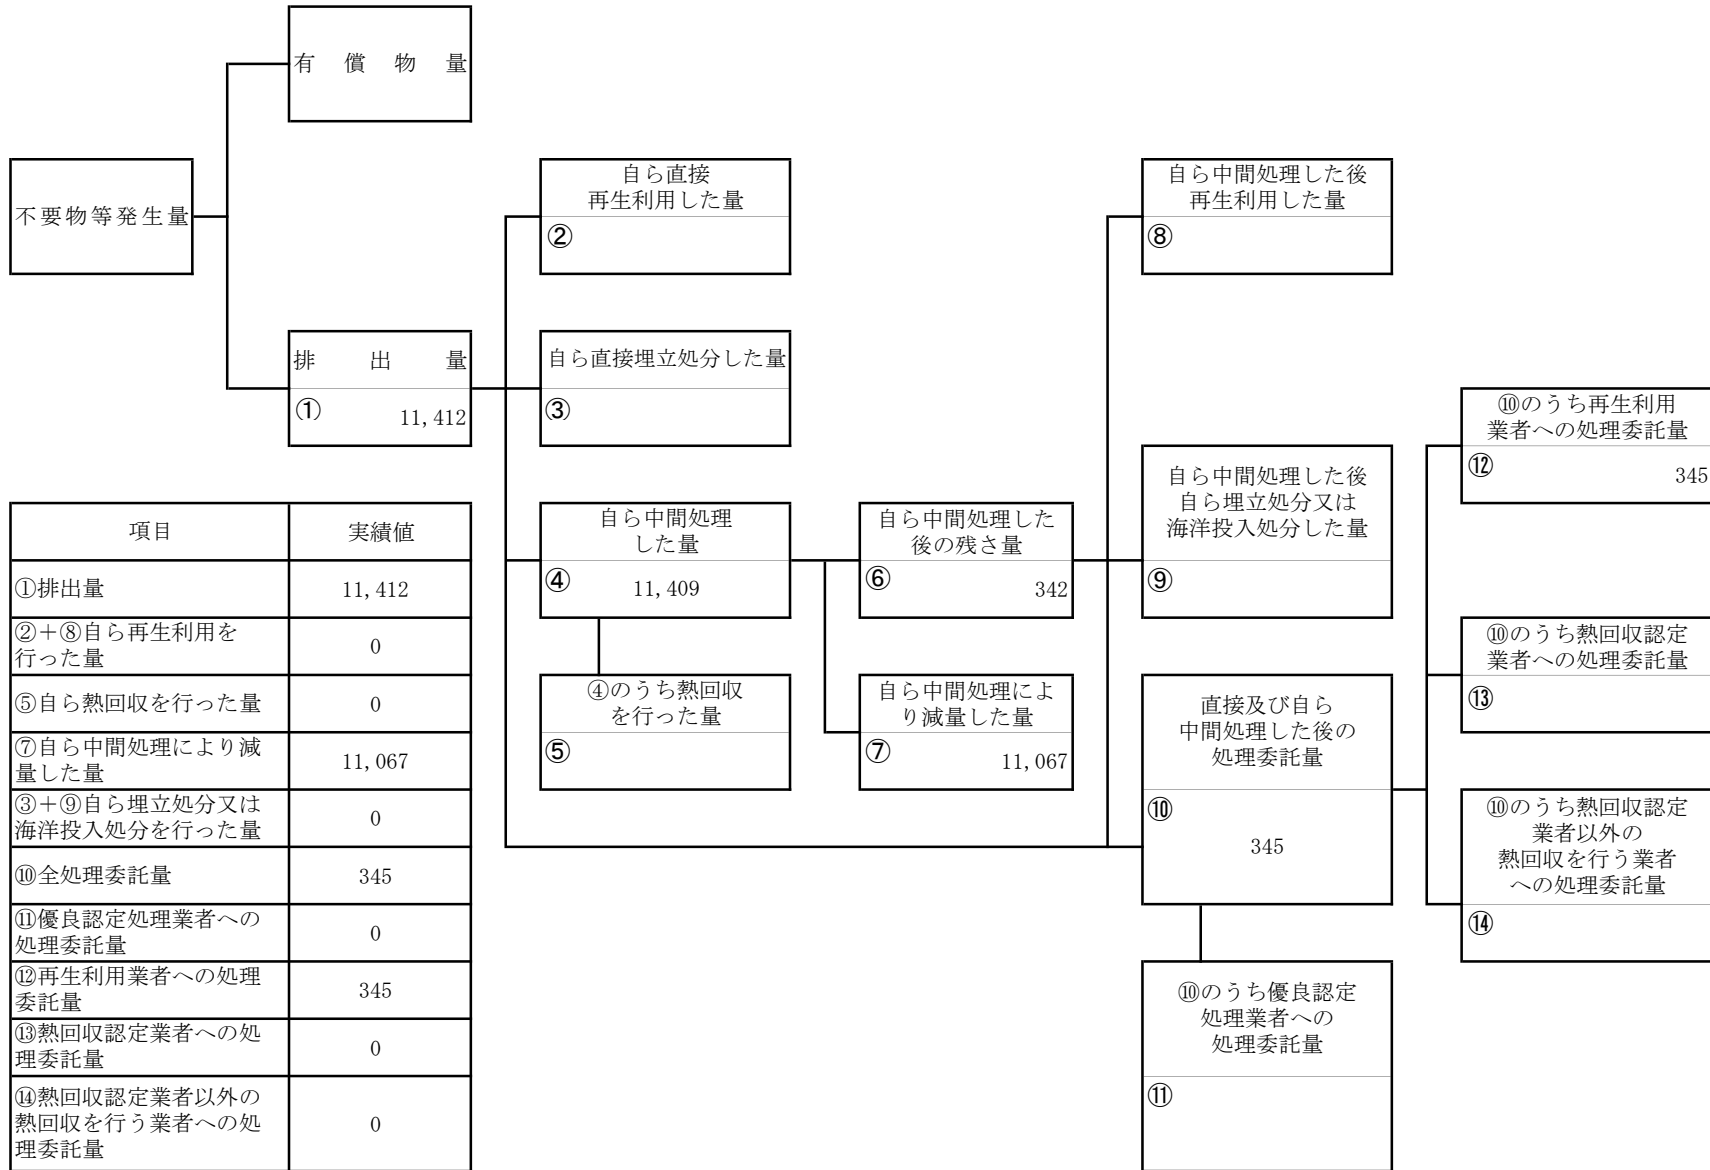 有償物量
不要物等発生量
排出量
①
11,412
自ら直接
再生利用した量
②
自ら直接埋立処分した量
③
自ら中間処理
した量
④
11,409
④のうち熱回収
を行った量
⑤
自ら中間処理した
後の残さ量
⑥
342
自ら中間処理によ
り減量した量
⑦
11,067
自ら中間処理した後
再生利用した量
⑧
自ら中間処理した後
自ら埋立処分又は
海洋投入処分した量
⑨
直接及び自ら
中間処理した後の
処理委託量
⑩
345
⑩のうち優良認定
処理業者への
処理委託量
⑪
⑩のうち再生利用
業者への処理委託量
⑫
345
⑩のうち熱回収認定
業者への処理委託量
⑬
⑩のうち熱回収認定
業者以外の
熱回収を行う業者
への処理委託量
⑭
項目 実績値
①排出量 11,412
②+⑧自ら再生利用を
行った量
0
⑤自ら熱回収を行った量 0
⑦自ら中間処理により減
量した量
11,067
③+⑨自ら埋立処分又は
海洋投入処分を行った量
0
⑩全処理委託量 345
⑪優良認定処理業者への
処理委託量
0
⑫再生利用業者への処理
委託量
345
⑬熱回収認定業者への処
理委託量
0
⑭熱回収認定業者以外の
熱回収を行う業者への処
理委託量
0